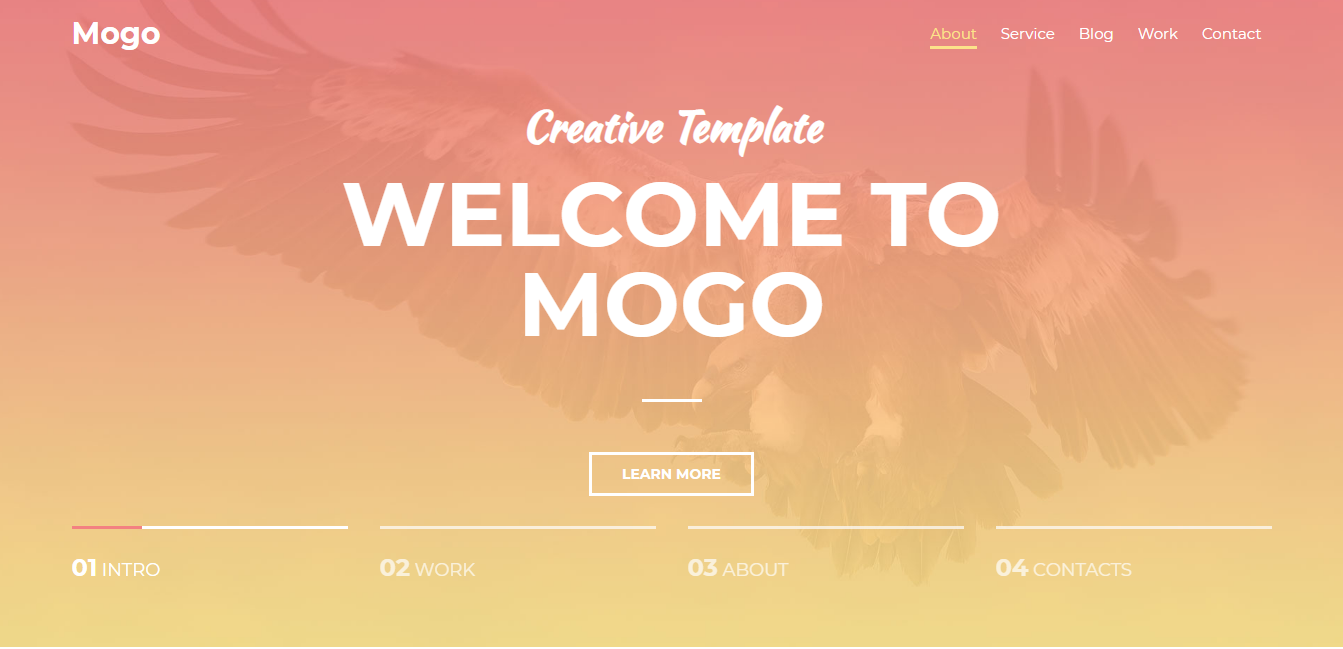 Mogo
About Service Blog Work Contact
Creative Template
WELCOME TO
MOGO
LEARN MORE
01 INTRO
02 WORK
03 ABOUT
04 CONTACTS